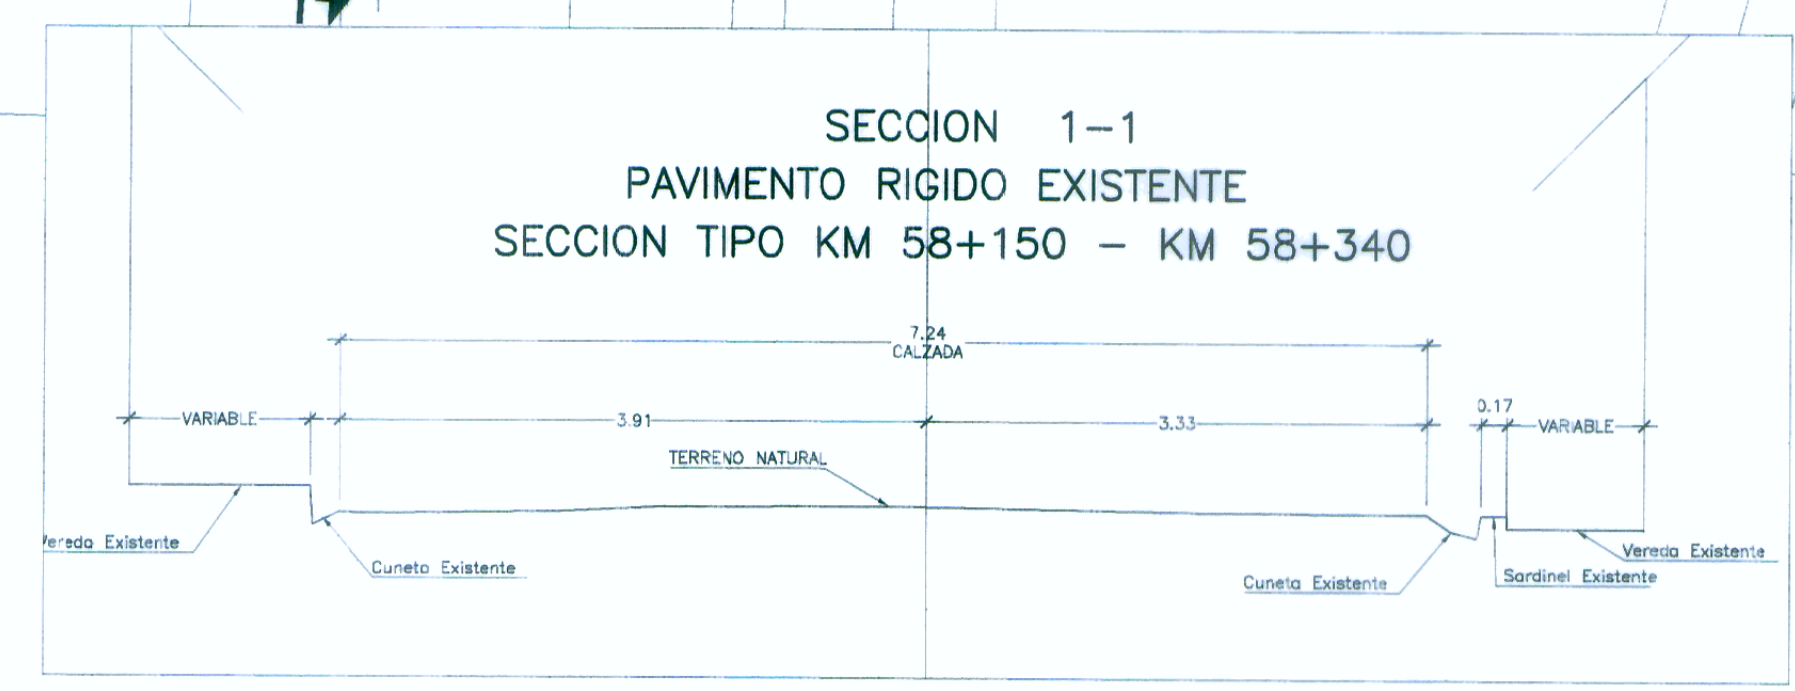 SECCION 1-1
PAVIMENTO RIGIDO EXISTENTE
SECCION TIPO KM 58+150 - KM 58+340
7.24
CALZADA
VARIABLE
3.91
3.33
0.17
VARIABLE
TERRENO NATURAL
Vereda Existente
Cuneta Existente
Cuneta Existente
Sardinel Existente
Vereda Existente